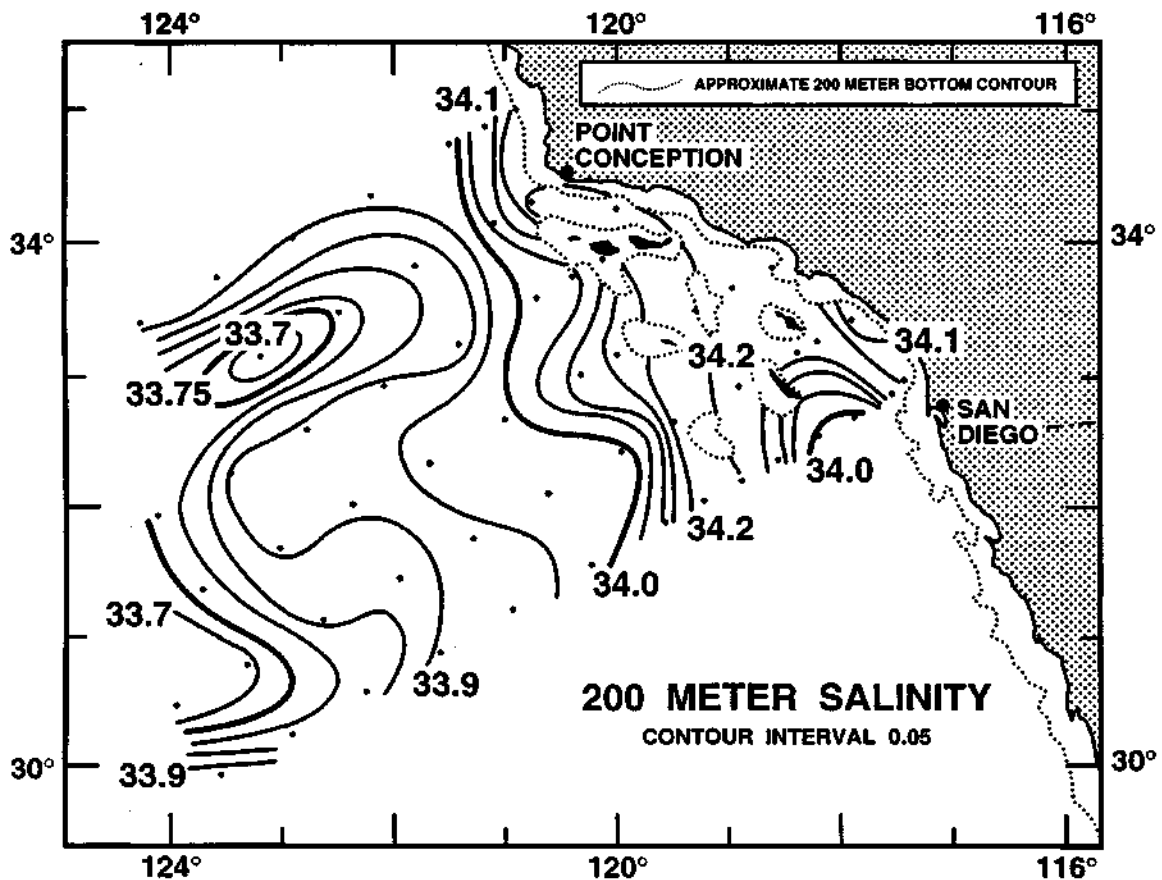 124° 120° 116°
APPROXIMATE 200 METER BOTTOM CONTOUR
34.1
POINT
CONCEPTION
34° 34°
33.7
34.1
34.2
33.75
SAN
DIEGO
34.0
34.2
34.0
33.7
33.9
200 METER SALINITY
CONTOUR INTERVAL 0.05
30° 30°
33.9
124° 120° 116°